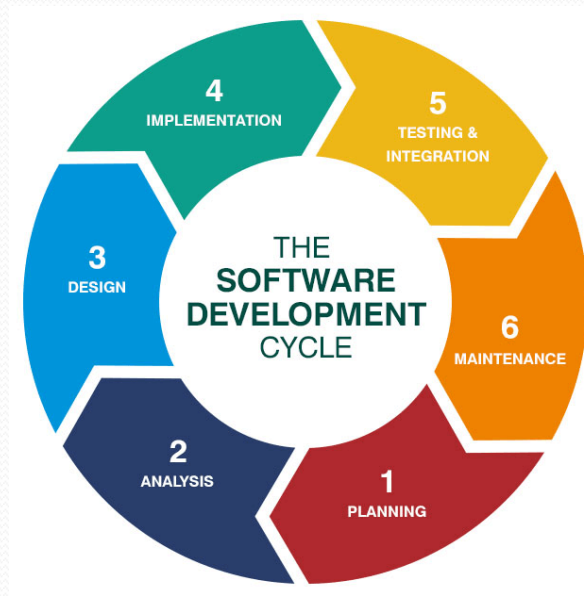 THE
SOFTWARE
DEVELOPMENT
CYCLE
1
PLANNING
2
ANALYSIS
3
DESIGN
4
IMPLEMENTATION
5
TESTING &
INTEGRATION
6
MAINTENANCE